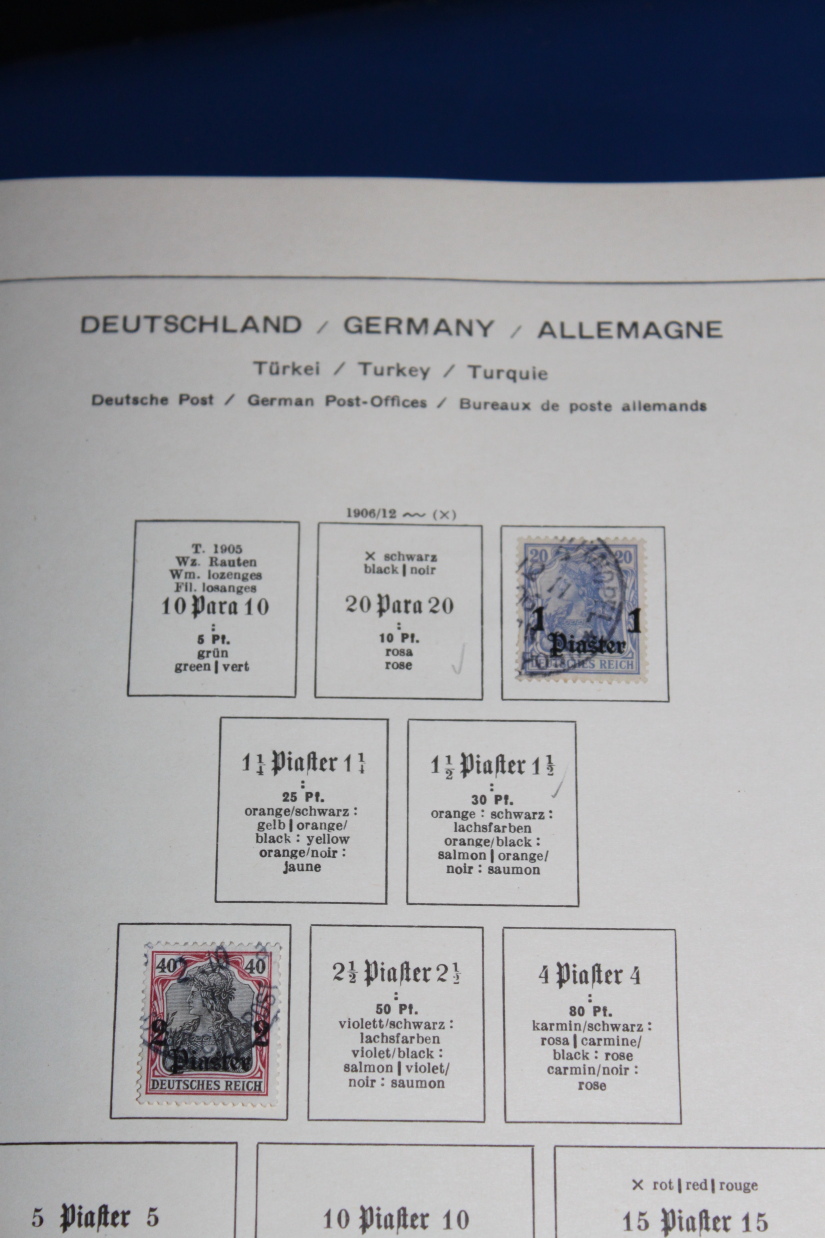 DEUTSCHLAND / GERMANY / ALLEMAGNE
Türkei / Turkey / Turquie
Deutsche Post / German Post-Offices / Bureaux de poste allemands
1906/12 ~~ (×)
T. 1905
Wz. Rauten
Wm. lozenges
Fil. losanges
10 Para 10
:
5 Pf.
grün
green | vert
× schwarz
black | noir
20 Para 20
:
10 Pf.
rosa
rose
20 20
1 1
Piaster
DEUTSCHES REICH
1¼ Piaster 1¼
:
25 Pf.
orange/schwarz :
gelb | orange/
black : yellow
orange/noir :
jaune
1½ Piaster 1½
:
30 Pf.
orange : schwarz :
lachsfarben
orange/black :
salmon | orange/
noir : saumon
40 40
2 2
Piaster
DEUTSCHES REICH
2½ Piaster 2½
:
50 Pf.
violett/schwarz :
lachsfarben
violet/black :
salmon | violet/
noir : saumon
4 Piaster 4
:
80 Pf.
karmin/schwarz :
rosa | carmine/
black : rose
carmin/noir :
rose
5 Piaster 5
10 Piaster 10
× rot | red | rouge
15 Piaster 15